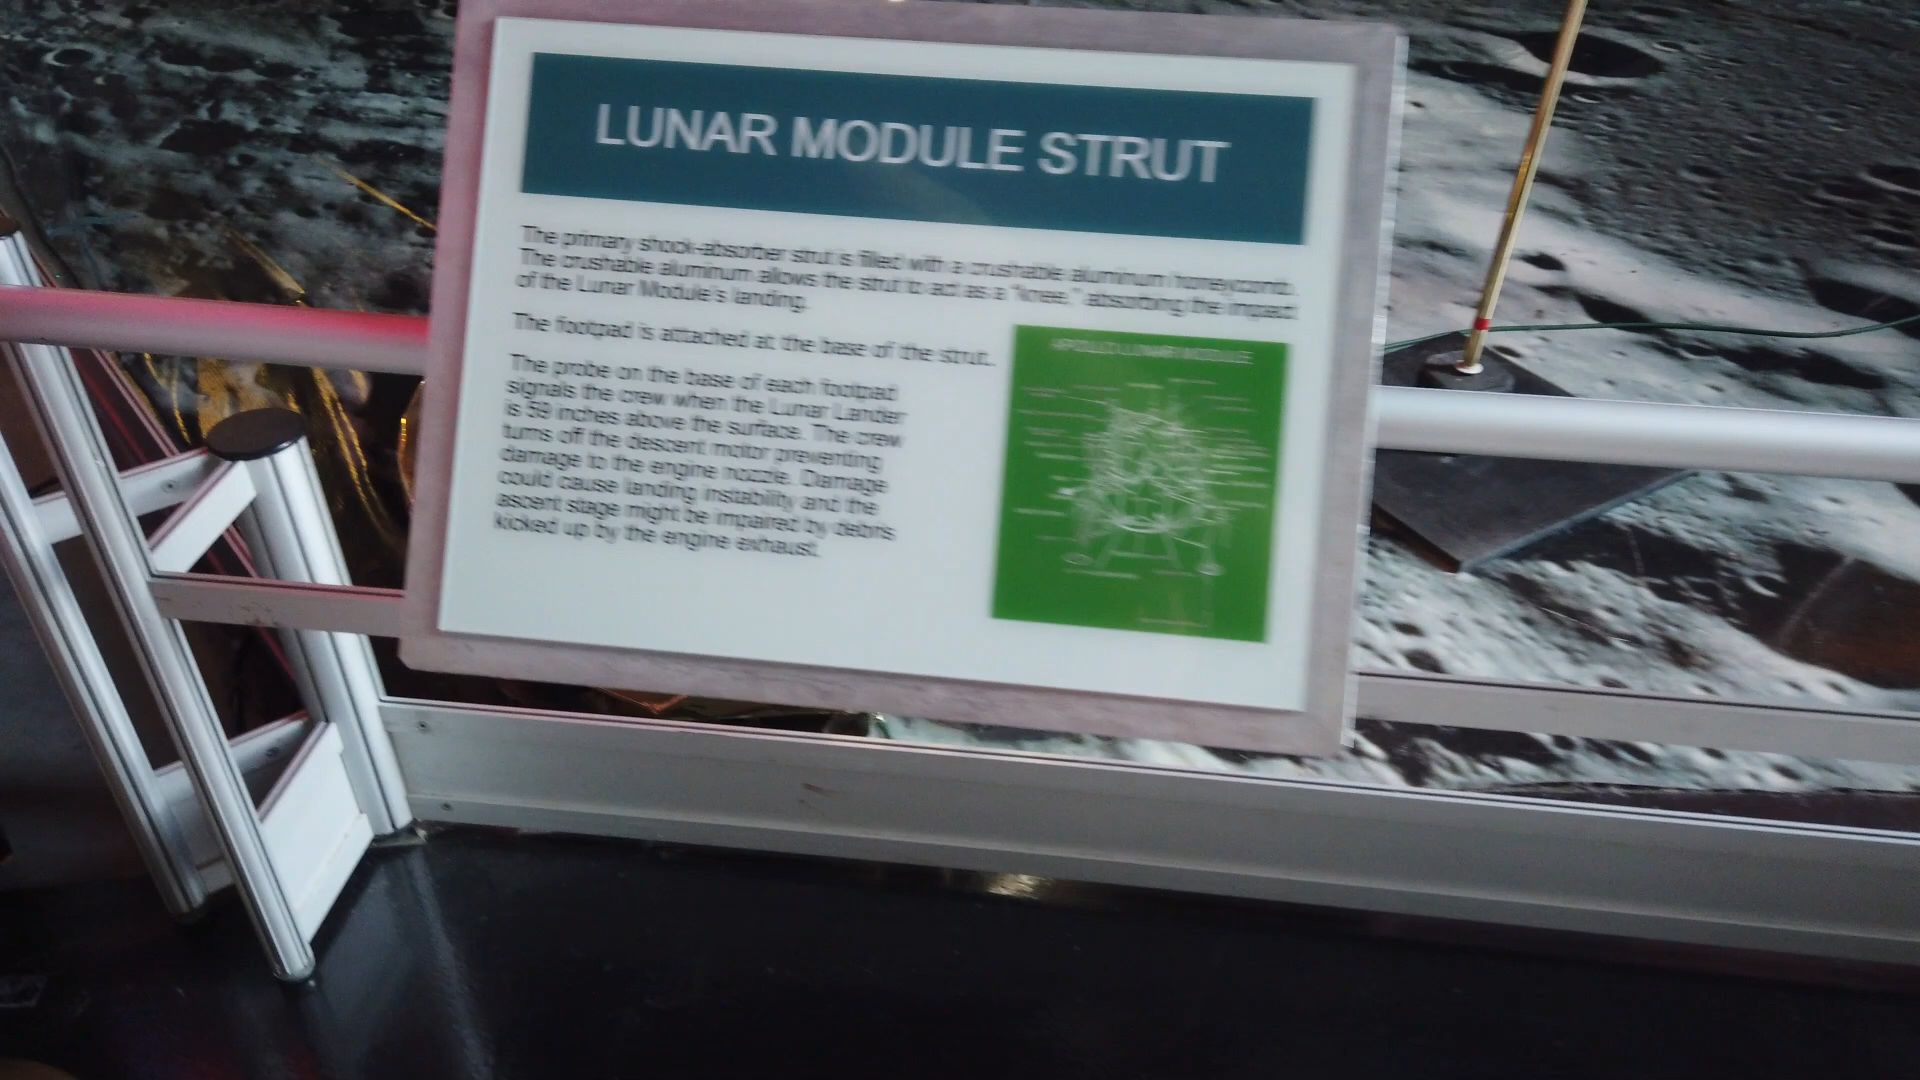 LUNAR MODULE STRUT
The primary shock-absorber strut is filled with a crushable aluminum honeycomb.
The crushable aluminum allows the strut to act as a "knee," absorbing the impact
of the Lunar Module's landing.
The footpad is attached at the base of the strut.
The probe on the base of each footpad
signals the crew when the Lunar Lander
is 59 inches above the surface. The crew
turns off the descent motor preventing
damage to the engine nozzle. Damage
could cause landing instability and the
ascent stage might be impaired by debris
kicked up by the engine exhaust.
APOLLO LUNAR MODULE